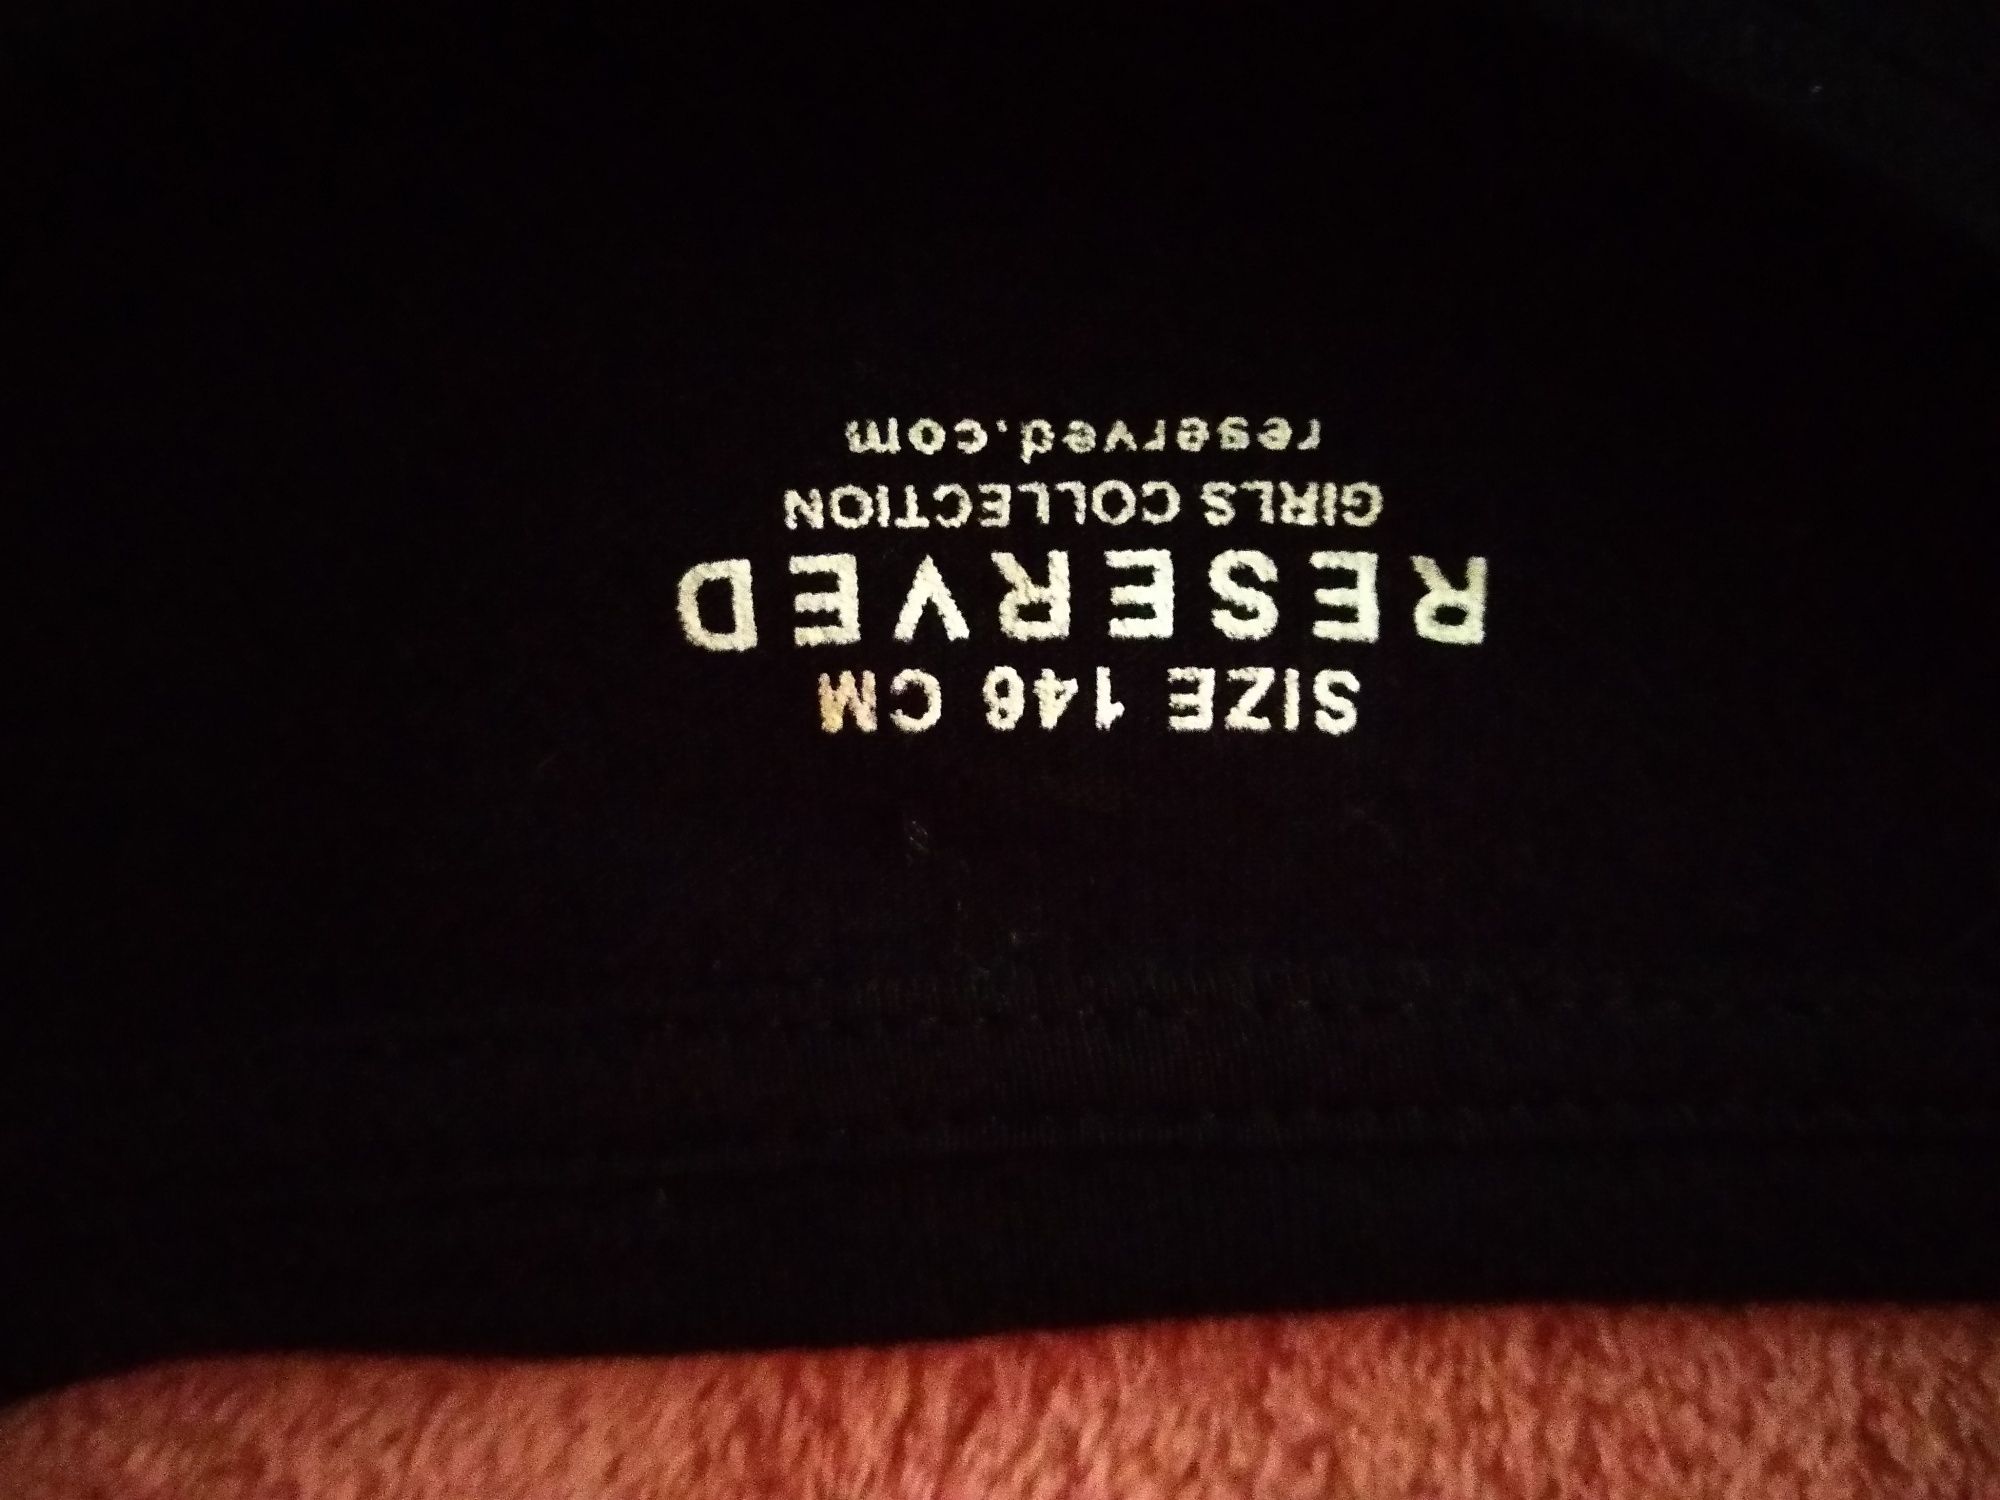 SIZE 146 CM
RESERVED
GIRLS COLLECTION
reserved.com